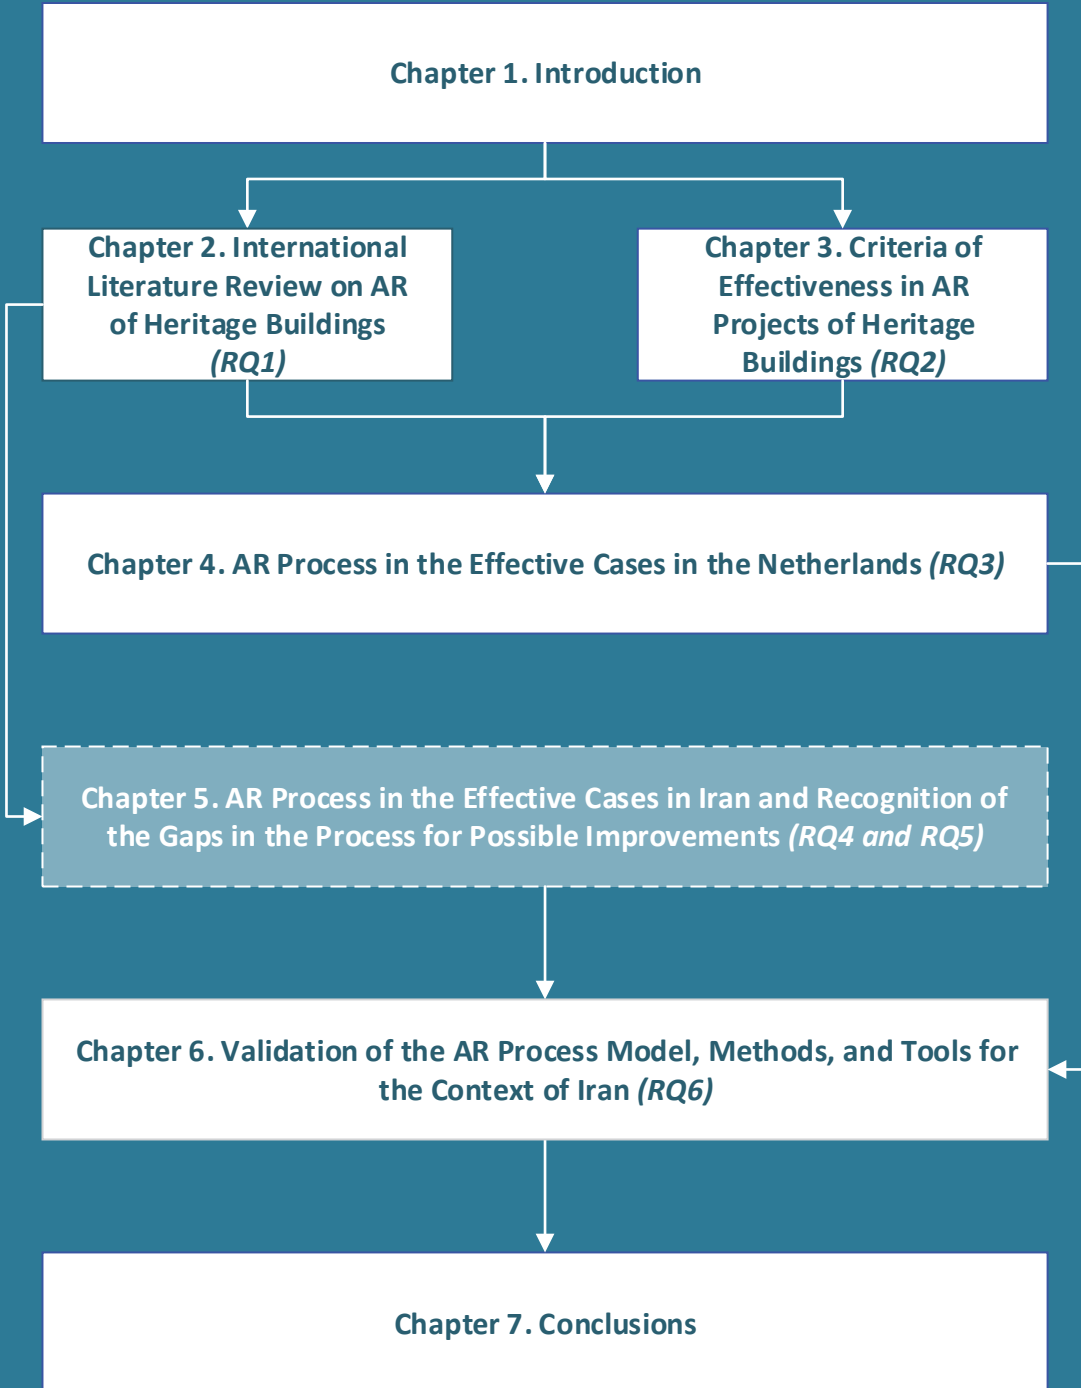 Chapter 1. Introduction
Chapter 2. International
Literature Review on AR
of Heritage Buildings
(RQ1)
Chapter 3. Criteria of
Effectiveness in AR
Projects of Heritage
Buildings (RQ2)
Chapter 4. AR Process in the Effective Cases in the Netherlands (RQ3)
Chapter 5. AR Process in the Effective Cases in Iran and Recognition of
the Gaps in the Process for Possible Improvements (RQ4 and RQ5)
Chapter 6. Validation of the AR Process Model, Methods, and Tools for
the Context of Iran (RQ6)
Chapter 7. Conclusions